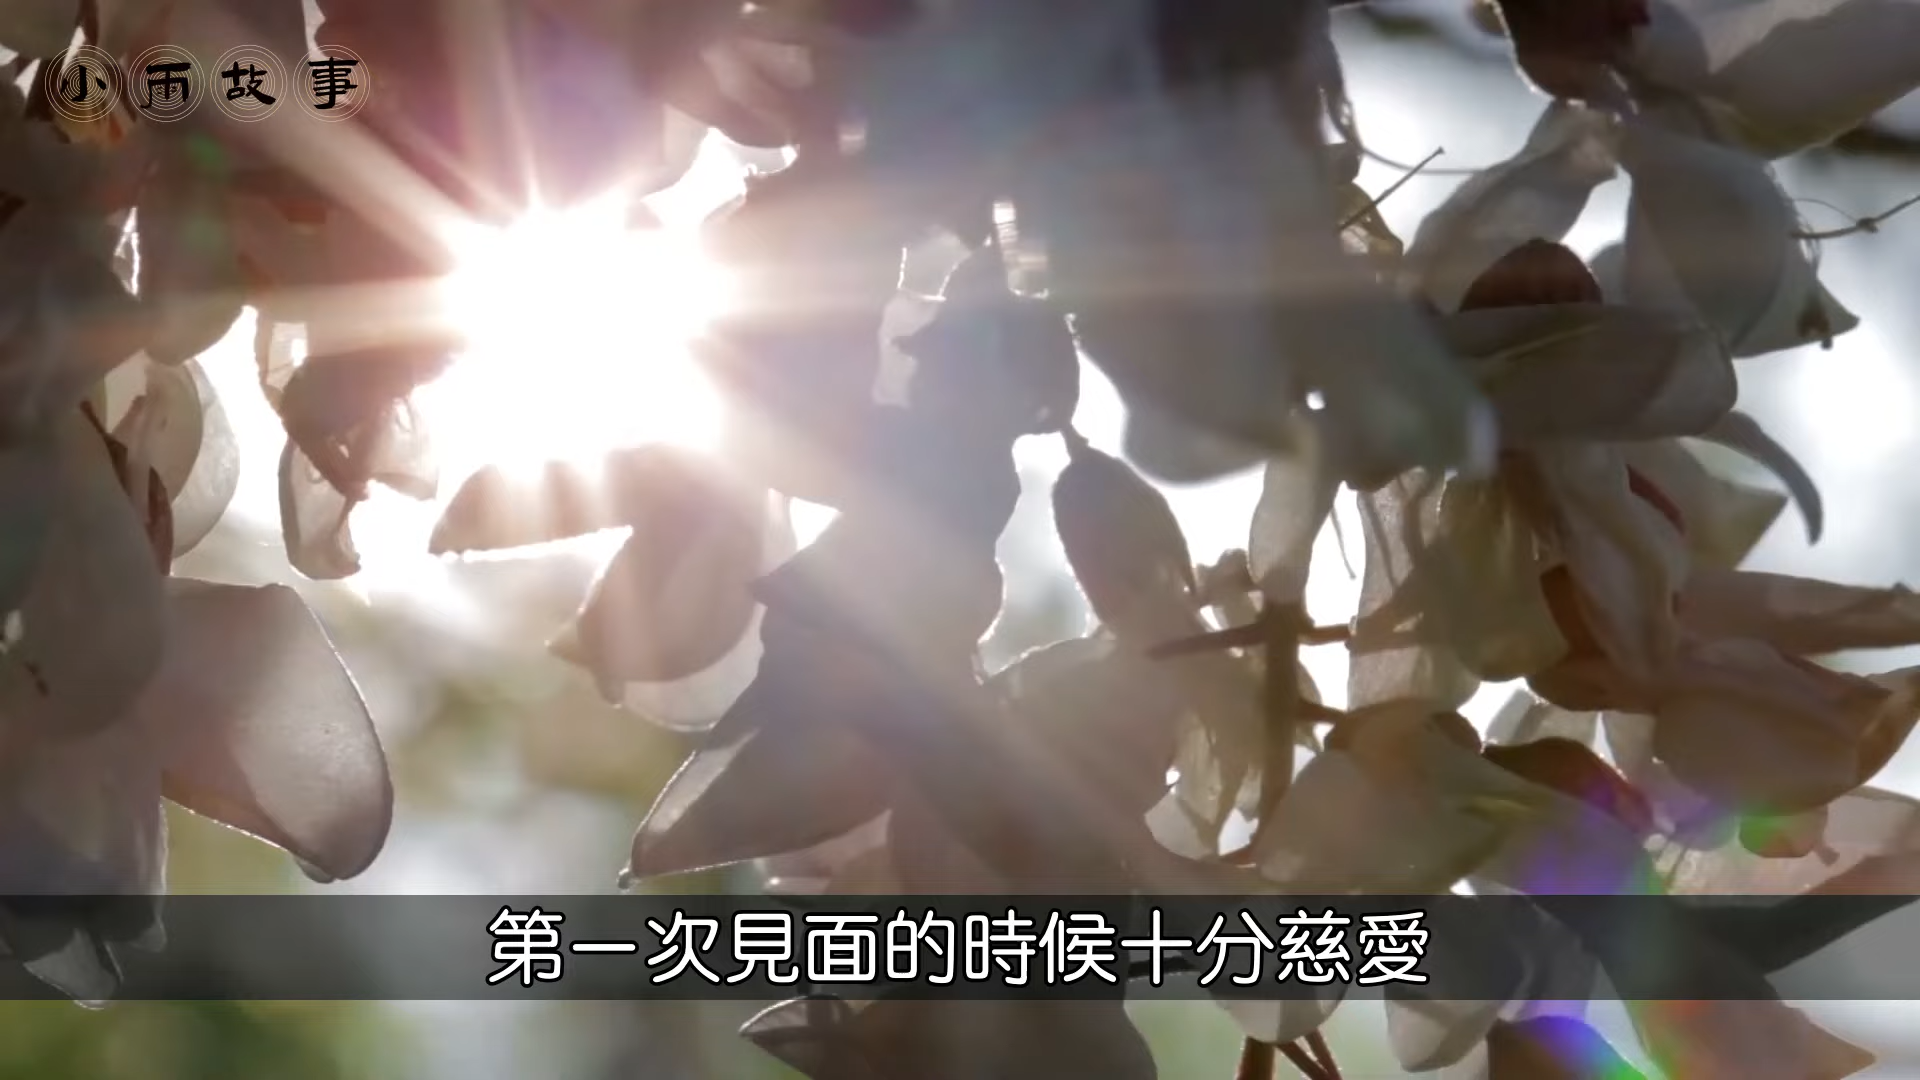 小雨故事
第一次見面的時候十分慈愛